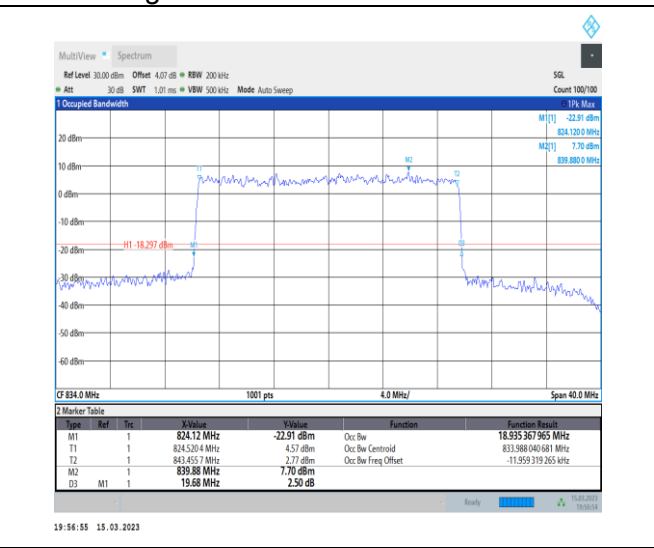 MultiView Spectrum
Ref Level 30.00 dBm Offset 4.07 dB RBW 200 kHz SGL
Att 30 dB SWT 1.01 ms VBW 500 kHz Mode Auto Sweep Count 100/100
1 Occupied Bandwidth 1Pk Max
M1[1] -22.91 dBm
824.120 0 MHz
M2[1] 7.70 dBm
839.880 0 MHz
20 dBm
10 dBm
T1 M2 T2
0 dBm
-10 dBm
H1 -18.297 dBm M1 D3
-20 dBm
-30 dBm
-40 dBm
-50 dBm
-60 dBm
CF 834.0 MHz 1001 pts 4.0 MHz/ Span 40.0 MHz
2 Marker Table
Type Ref Trc X-Value Y-Value Function Function Result
M1 1 824.12 MHz -22.91 dBm Occ Bw 18.935 367 965 MHz
T1 1 824.520 4 MHz 4.57 dBm Occ Bw Centroid 833.988 040 681 MHz
T2 1 843.455 7 MHz 2.77 dBm Occ Bw Freq Offset -11.959 319 265 kHz
M2 1 839.88 MHz 7.70 dBm
D3 M1 1 19.68 MHz 2.50 dB
Ready 15.03.2023
19:56:54
19:56:55 15.03.2023